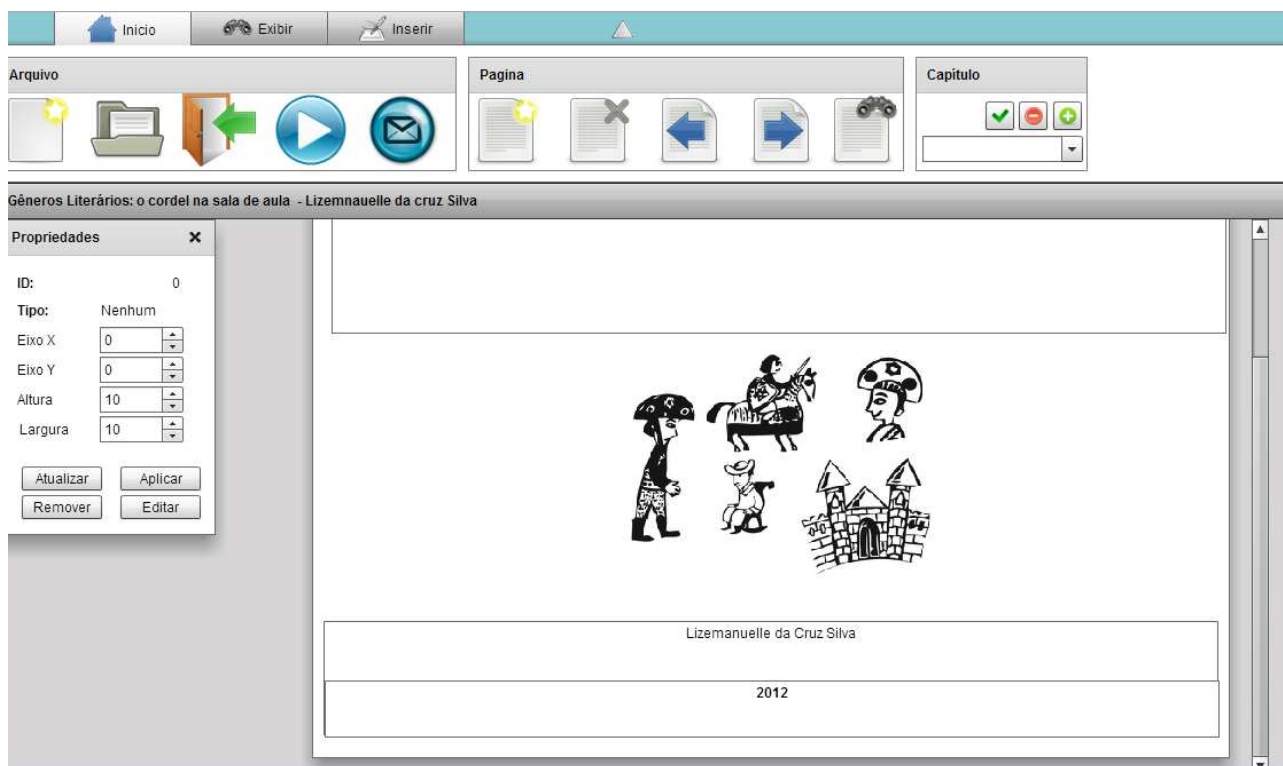 Inicio
Exibir
Inserir
Arquivo
Pagina
Capítulo
Gêneros Literários: o cordel na sala de aula - Lizemnauelle da cruz Silva
Propriedades
ID: 0
Tipo: Nenhum
Eixo X 0
Eixo Y 0
Altura 10
Largura 10
Atualizar Aplicar
Remover Editar
Lizemanuelle da Cruz Silva
2012